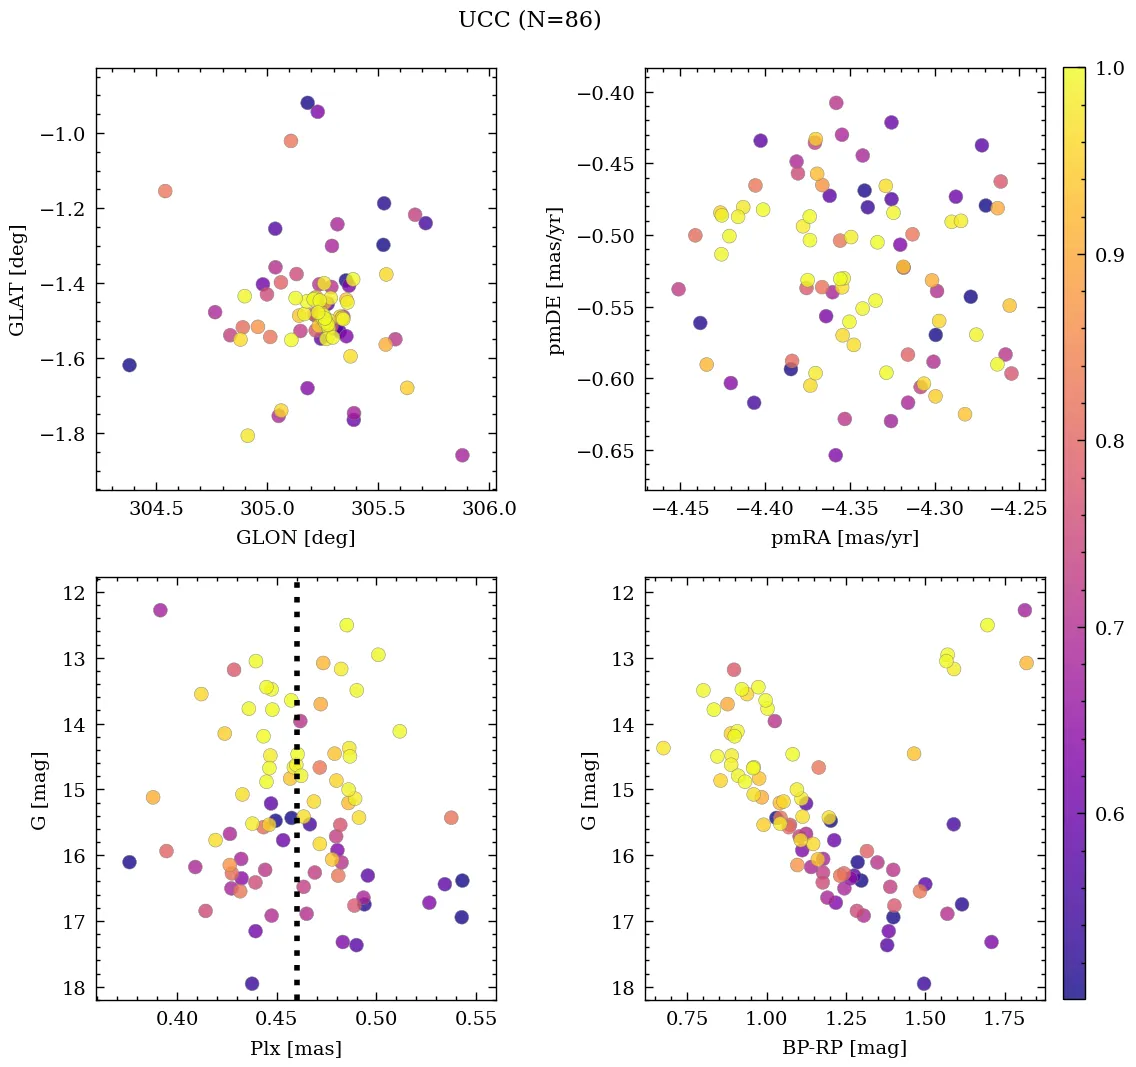 UCC (N=86)
−1.0
−1.2
−1.4
−1.6
−1.8
GLAT [deg]
304.5 305.0 305.5 306.0
GLON [deg]
−0.40
−0.45
−0.50
−0.55
−0.60
−0.65
pmDE [mas/yr]
−4.45 −4.40 −4.35 −4.30 −4.25
pmRA [mas/yr]
12
13
14
15
16
17
18
G [mag]
0.40 0.45 0.50 0.55
Plx [mas]
12
13
14
15
16
17
18
G [mag]
0.75 1.00 1.25 1.50 1.75
BP-RP [mag]
1.0
0.9
0.8
0.7
0.6